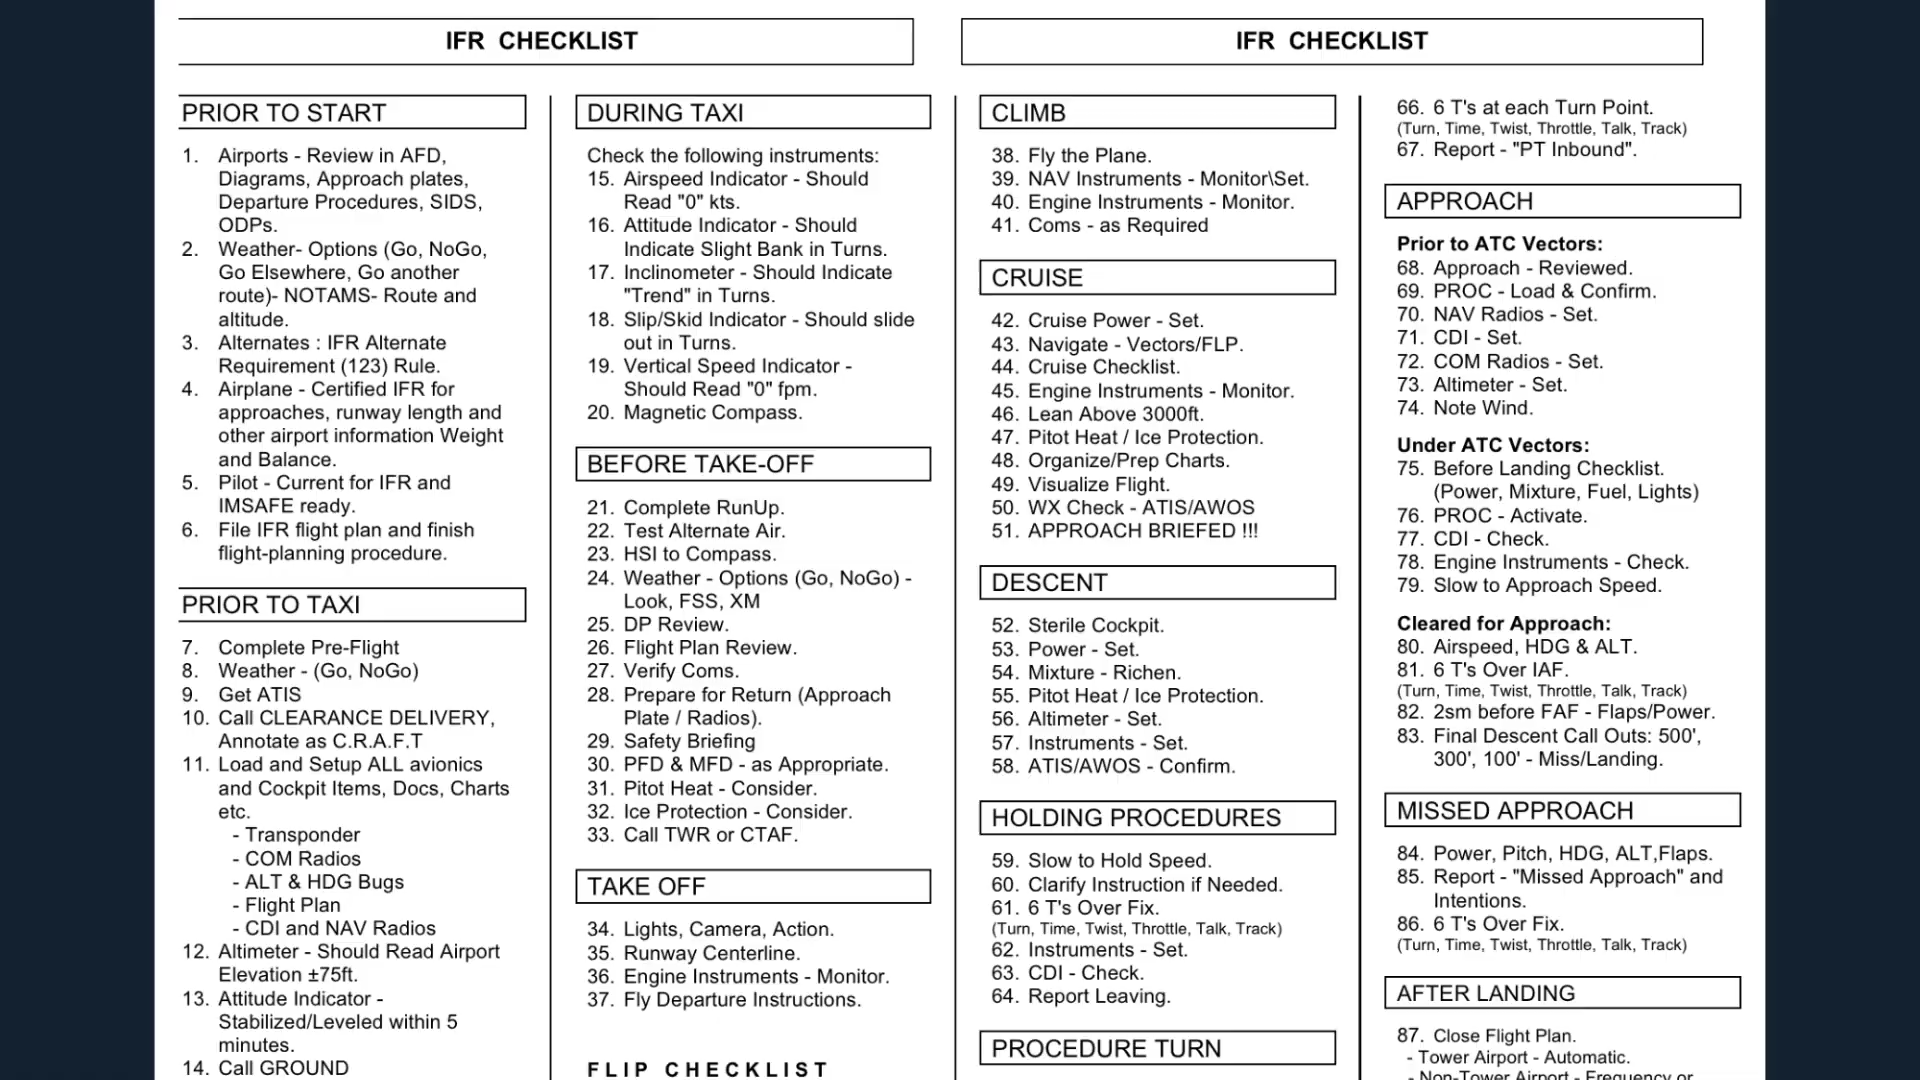 IFR CHECKLIST
PRIOR TO START
1. Airports - Review in AFD,
Diagrams, Approach plates,
Departure Procedures, SIDS,
ODPs.
2. Weather- Options (Go, NoGo,
Go Elsewhere, Go another
route)- NOTAMS- Route and
altitude.
3. Alternates : IFR Alternate
Requirement (123) Rule.
4. Airplane - Certified IFR for
approaches, runway length and
other airport information Weight
and Balance.
5. Pilot - Current for IFR and
IMSAFE ready.
6. File IFR flight plan and finish
flight-planning procedure.
PRIOR TO TAXI
7. Complete Pre-Flight
8. Weather - (Go, NoGo)
9. Get ATIS
10. Call CLEARANCE DELIVERY,
Annotate as C.R.A.F.T
11. Load and Setup ALL avionics
and Cockpit Items, Docs, Charts
etc.
- Transponder
- COM Radios
- ALT & HDG Bugs
- Flight Plan
- CDI and NAV Radios
12. Altimeter - Should Read Airport
Elevation ±75ft.
13. Attitude Indicator -
Stabilized/Leveled within 5
minutes.
14. Call GROUND
DURING TAXI
Check the following instruments:
15. Airspeed Indicator - Should
Read "0" kts.
16. Attitude Indicator - Should
Indicate Slight Bank in Turns.
17. Inclinometer - Should Indicate
"Trend" in Turns.
18. Slip/Skid Indicator - Should slide
out in Turns.
19. Vertical Speed Indicator -
Should Read "0" fpm.
20. Magnetic Compass.
BEFORE TAKE-OFF
21. Complete RunUp.
22. Test Alternate Air.
23. HSI to Compass.
24. Weather - Options (Go, NoGo) -
Look, FSS, XM
25. DP Review.
26. Flight Plan Review.
27. Verify Coms.
28. Prepare for Return (Approach
Plate / Radios).
29. Safety Briefing
30. PFD & MFD - as Appropriate.
31. Pitot Heat - Consider.
32. Ice Protection - Consider.
33. Call TWR or CTAF.
TAKE OFF
34. Lights, Camera, Action.
35. Runway Centerline.
36. Engine Instruments - Monitor.
37. Fly Departure Instructions.
FLIP CHECKLIST
IFR CHECKLIST
CLIMB
38. Fly the Plane.
39. NAV Instruments - Monitor\Set.
40. Engine Instruments - Monitor.
41. Coms - as Required
CRUISE
42. Cruise Power - Set.
43. Navigate - Vectors/FLP.
44. Cruise Checklist.
45. Engine Instruments - Monitor.
46. Lean Above 3000ft.
47. Pitot Heat / Ice Protection.
48. Organize/Prep Charts.
49. Visualize Flight.
50. WX Check - ATIS/AWOS
51. APPROACH BRIEFED !!!
DESCENT
52. Sterile Cockpit.
53. Power - Set.
54. Mixture - Richen.
55. Pitot Heat / Ice Protection.
56. Altimeter - Set.
57. Instruments - Set.
58. ATIS/AWOS - Confirm.
HOLDING PROCEDURES
59. Slow to Hold Speed.
60. Clarify Instruction if Needed.
61. 6 T's Over Fix.
(Turn, Time, Twist, Throttle, Talk, Track)
62. Instruments - Set.
63. CDI - Check.
64. Report Leaving.
PROCEDURE TURN
66. 6 T's at each Turn Point.
(Turn, Time, Twist, Throttle, Talk, Track)
67. Report - "PT Inbound".
APPROACH
Prior to ATC Vectors:
68. Approach - Reviewed.
69. PROC - Load & Confirm.
70. NAV Radios - Set.
71. CDI - Set.
72. COM Radios - Set.
73. Altimeter - Set.
74. Note Wind.
Under ATC Vectors:
75. Before Landing Checklist.
(Power, Mixture, Fuel, Lights)
76. PROC - Activate.
77. CDI - Check.
78. Engine Instruments - Check.
79. Slow to Approach Speed.
Cleared for Approach:
80. Airspeed, HDG & ALT.
81. 6 T's Over IAF.
(Turn, Time, Twist, Throttle, Talk, Track)
82. 2sm before FAF - Flaps/Power.
83. Final Descent Call Outs: 500',
300', 100' - Miss/Landing.
MISSED APPROACH
84. Power, Pitch, HDG, ALT,Flaps.
85. Report - "Missed Approach" and
Intentions.
86. 6 T's Over Fix.
(Turn, Time, Twist, Throttle, Talk, Track)
AFTER LANDING
87. Close Flight Plan.
- Tower Airport - Automatic.
- Non-Tower Airport - Frequency or